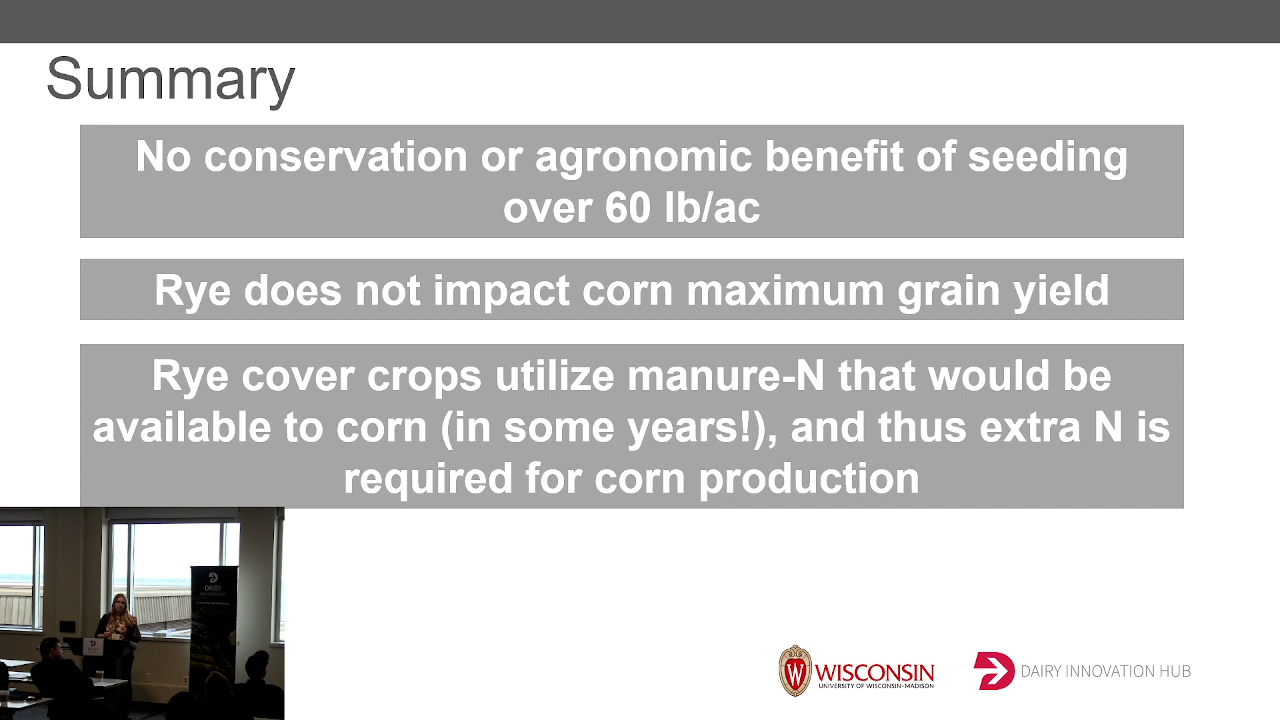 Summary
No conservation or agronomic benefit of seeding
over 60 lb/ac
Rye does not impact corn maximum grain yield
Rye cover crops utilize manure-N that would be
available to corn (in some years!), and thus extra N is
required for corn production
DAIRY
WISCONSIN
UNIVERSITY OF WISCONSIN–MADISON
DAIRY INNOVATION HUB